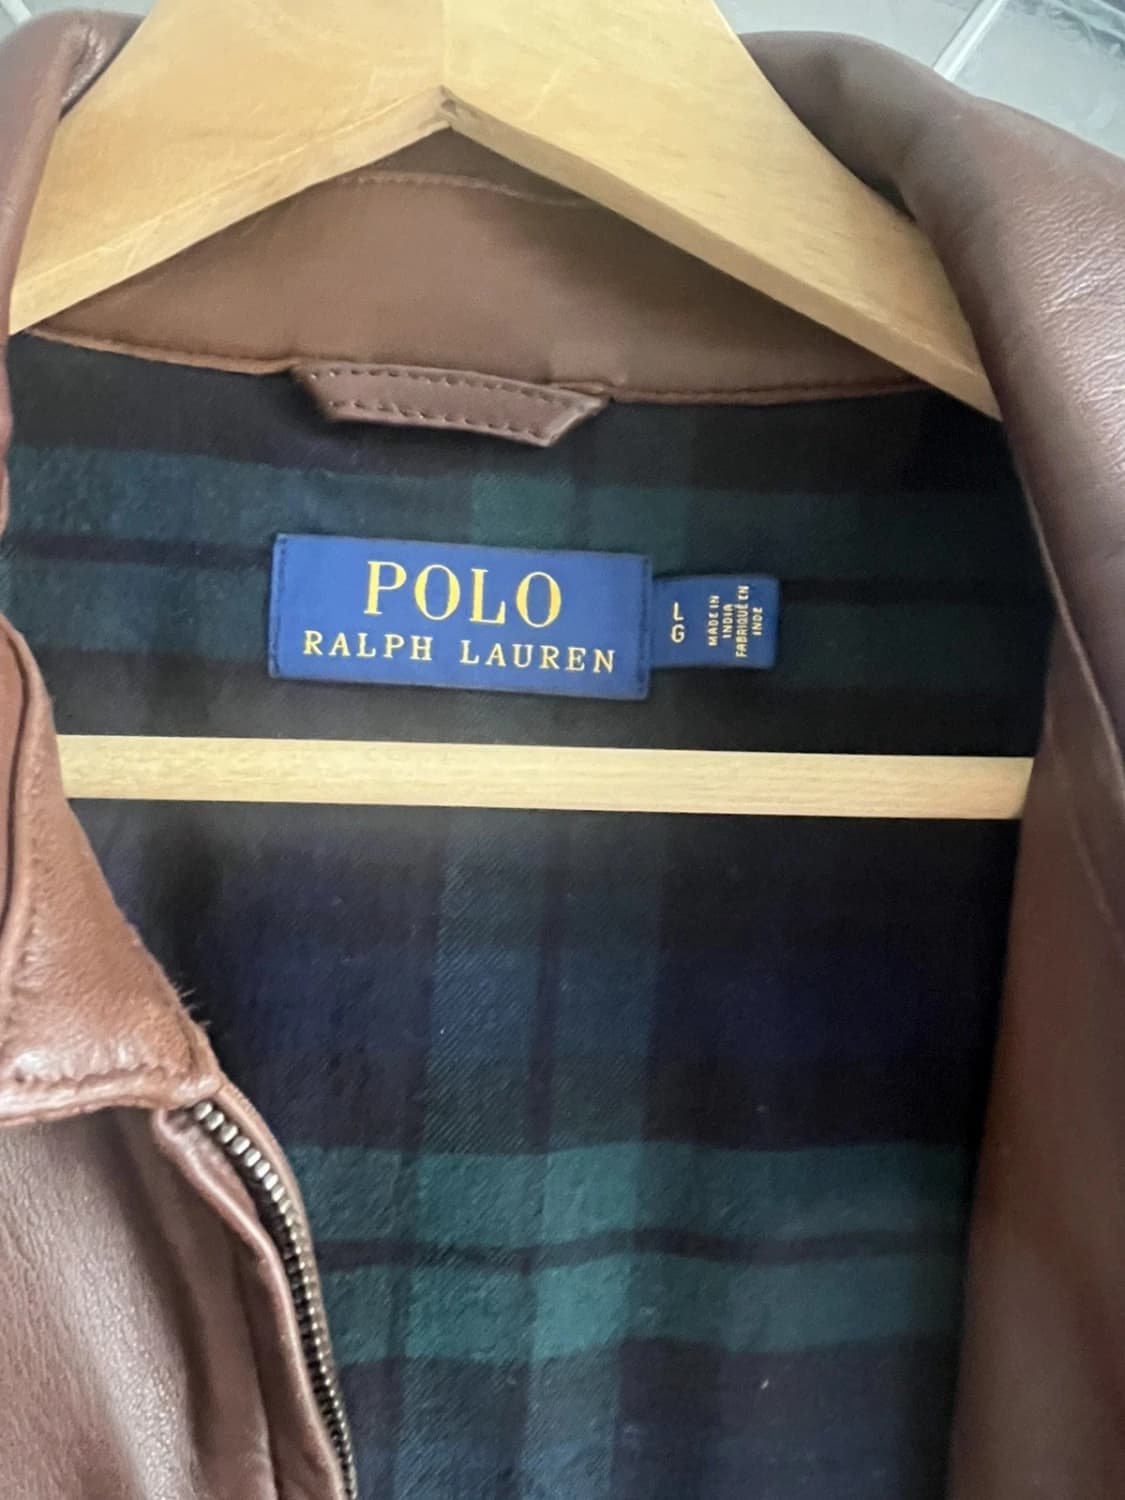 POLO
RALPH LAUREN
L
G
MADE IN
INDIA
FABRIQUÉ EN
INDE